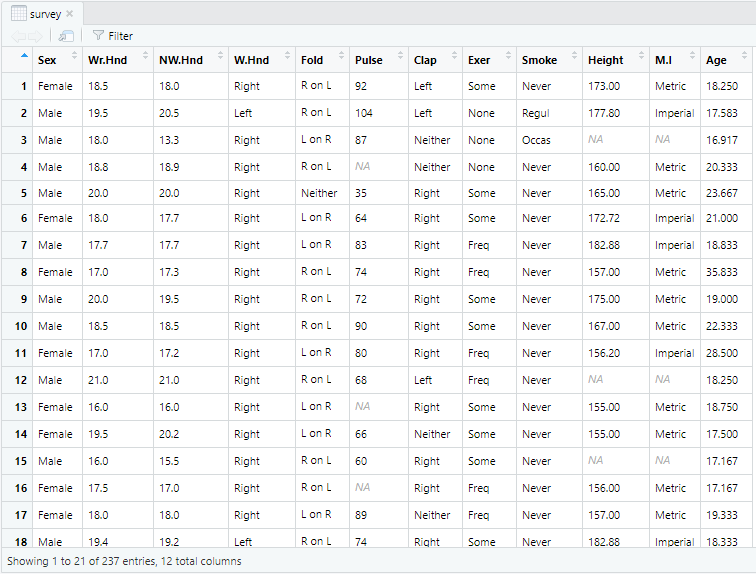 survey
Filter
Sex Wr.Hnd NW.Hnd W.Hnd Fold Pulse Clap Exer Smoke Height M.I Age
1 Female 18.5 18.0 Right R on L 92 Left Some Never 173.00 Metric 18.250
2 Male 19.5 20.5 Left R on L 104 Left None Regul 177.80 Imperial 17.583
3 Male 18.0 13.3 Right L on R 87 Neither None Occas NA NA 16.917
4 Male 18.8 18.9 Right R on L NA Neither None Never 160.00 Metric 20.333
5 Male 20.0 20.0 Right Neither 35 Right Some Never 165.00 Metric 23.667
6 Female 18.0 17.7 Right L on R 64 Right Some Never 172.72 Imperial 21.000
7 Male 17.7 17.7 Right L on R 83 Right Freq Never 182.88 Imperial 18.833
8 Female 17.0 17.3 Right R on L 74 Right Freq Never 157.00 Metric 35.833
9 Male 20.0 19.5 Right R on L 72 Right Some Never 175.00 Metric 19.000
10 Male 18.5 18.5 Right R on L 90 Right Some Never 167.00 Metric 22.333
11 Female 17.0 17.2 Right L on R 80 Right Freq Never 156.20 Imperial 28.500
12 Male 21.0 21.0 Right R on L 68 Left Freq Never NA NA 18.250
13 Female 16.0 16.0 Right L on R NA Right Some Never 155.00 Metric 18.750
14 Female 19.5 20.2 Right L on R 66 Neither Some Never 155.00 Metric 17.500
15 Male 16.0 15.5 Right R on L 60 Right Some Never NA NA 17.167
16 Female 17.5 17.0 Right R on L NA Right Freq Never 156.00 Metric 17.167
17 Female 18.0 18.0 Right L on R 89 Neither Freq Never 157.00 Metric 19.333
18 Male 19.4 19.2 Left R on L 74 Right Some Never 182.88 Imperial 18.333
Showing 1 to 21 of 237 entries, 12 total columns